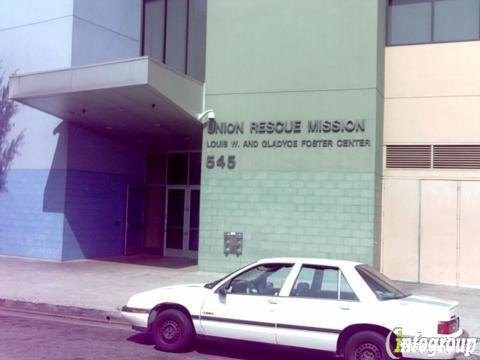 UNION RESCUE MISSION
LOUIS W. AND GLADYCE FOSTER CENTER
545
infogroup